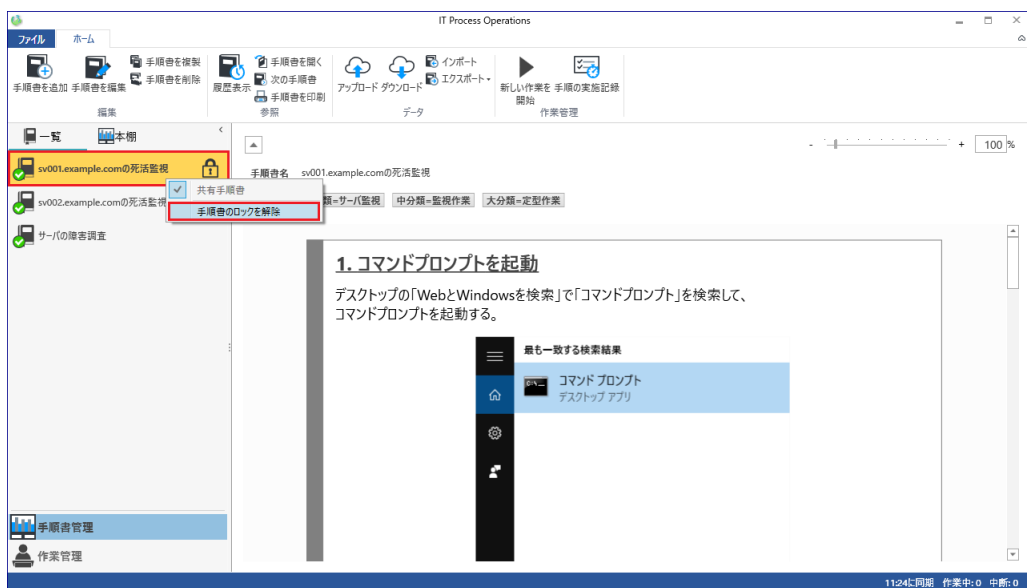 IT Process Operations
ファイル ホーム
手順書を追加 手順書を編集 手順書を複製 手順書を削除
編集
履歴表示 手順書を開く 次の手順書 手順書を印刷
参照
アップロード ダウンロード インポート エクスポート
データ
新しい作業を開始 手順の実施記録
作業管理
一覧 本棚
sv001.example.comの死活監視
sv002.example.comの死活監視
サーバの障害調査
共有手順書
手順書のロックを解除
- + 100 %
手順書名 sv001.example.comの死活監視
類=サーバ監視 中分類=監視作業 大分類=定型作業
1. コマンドプロンプトを起動
デスクトップの「WebとWindowsを検索」で「コマンドプロンプト」を検索して、
コマンドプロンプトを起動する。
最も一致する検索結果
コマンド プロンプト
デスクトップ アプリ
手順書管理
作業管理
11:24に同期 作業中: 0 中断: 0